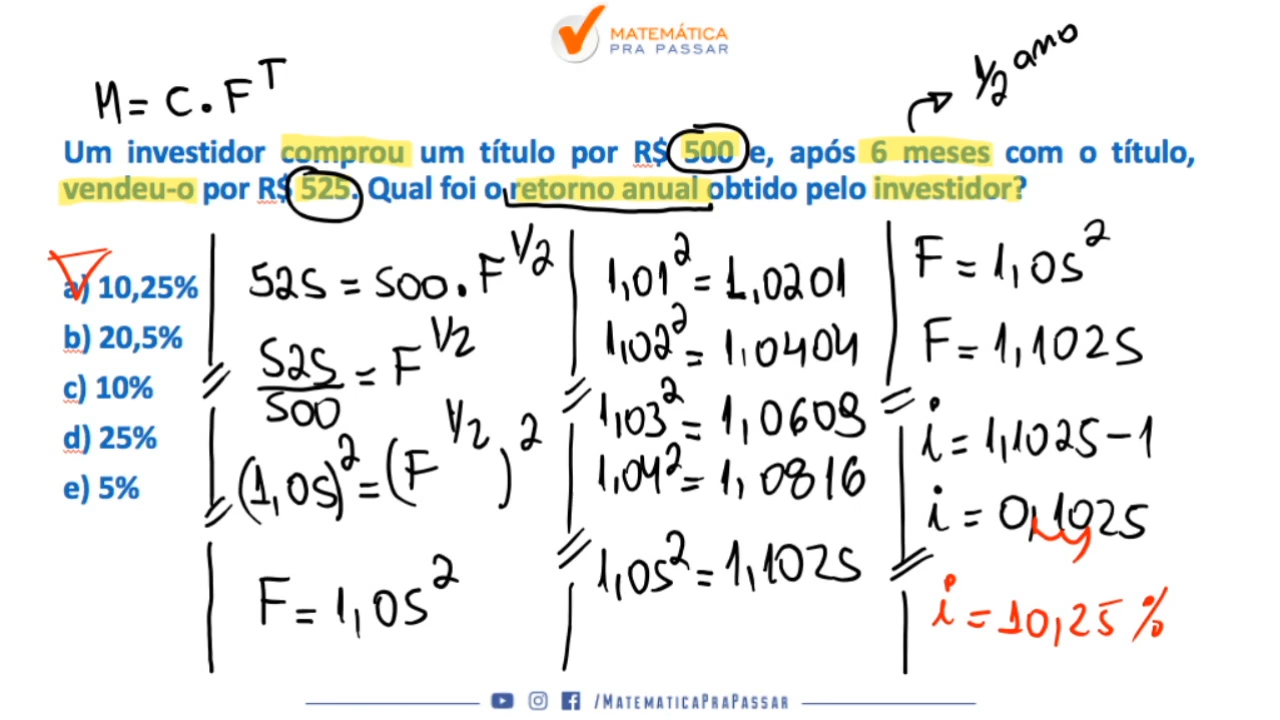 MATEMÁTICA
PRA PASSAR
M = C . F^T
1/2 ano
Um investidor comprou um título por R$ 500 e, após 6 meses com o título,
vendeu-o por R$ 525. Qual foi o retorno anual obtido pelo investidor?
a) 10,25%
b) 20,5%
c) 10%
d) 25%
e) 5%
525 = 500 . F^1/2
525/500 = F^1/2
(1,05)^2 = (F^1/2)^2
F = 1,05^2
1,01^2 = 1,0201
1,02^2 = 1,0404
1,03^2 = 1,0609
1,04^2 = 1,0816
1,05^2 = 1,1025
F = 1,05^2
F = 1,1025
i = 1,1025 - 1
i = 0,1025
i = 10,25 %
/MATEMATICAPRAPASSAR